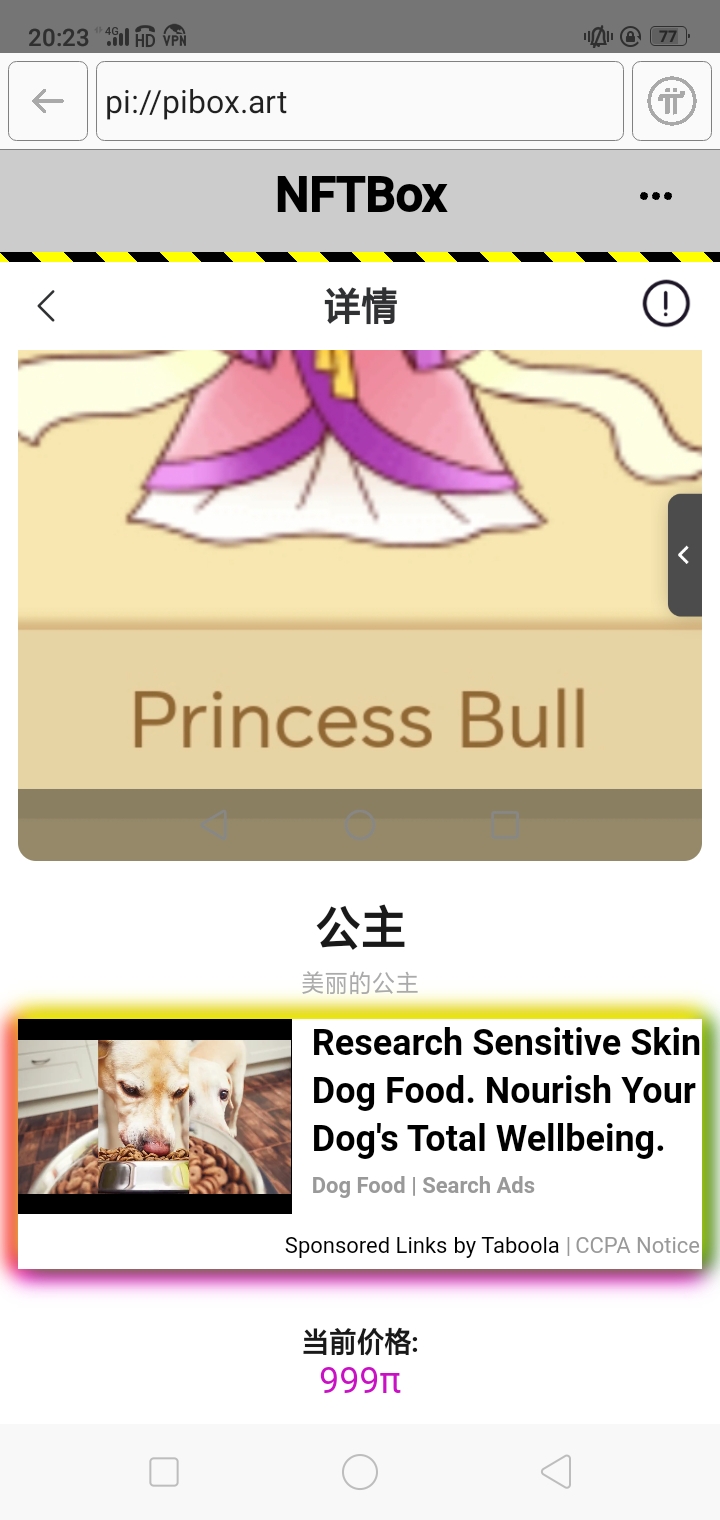 20:23 4G HD VPN 77
pi://pibox.art
NFTBox
详情
Princess Bull
公主
美丽的公主
Research Sensitive Skin
Dog Food. Nourish Your
Dog's Total Wellbeing.
Dog Food | Search Ads
Sponsored Links by Taboola | CCPA Notice
当前价格:
999π